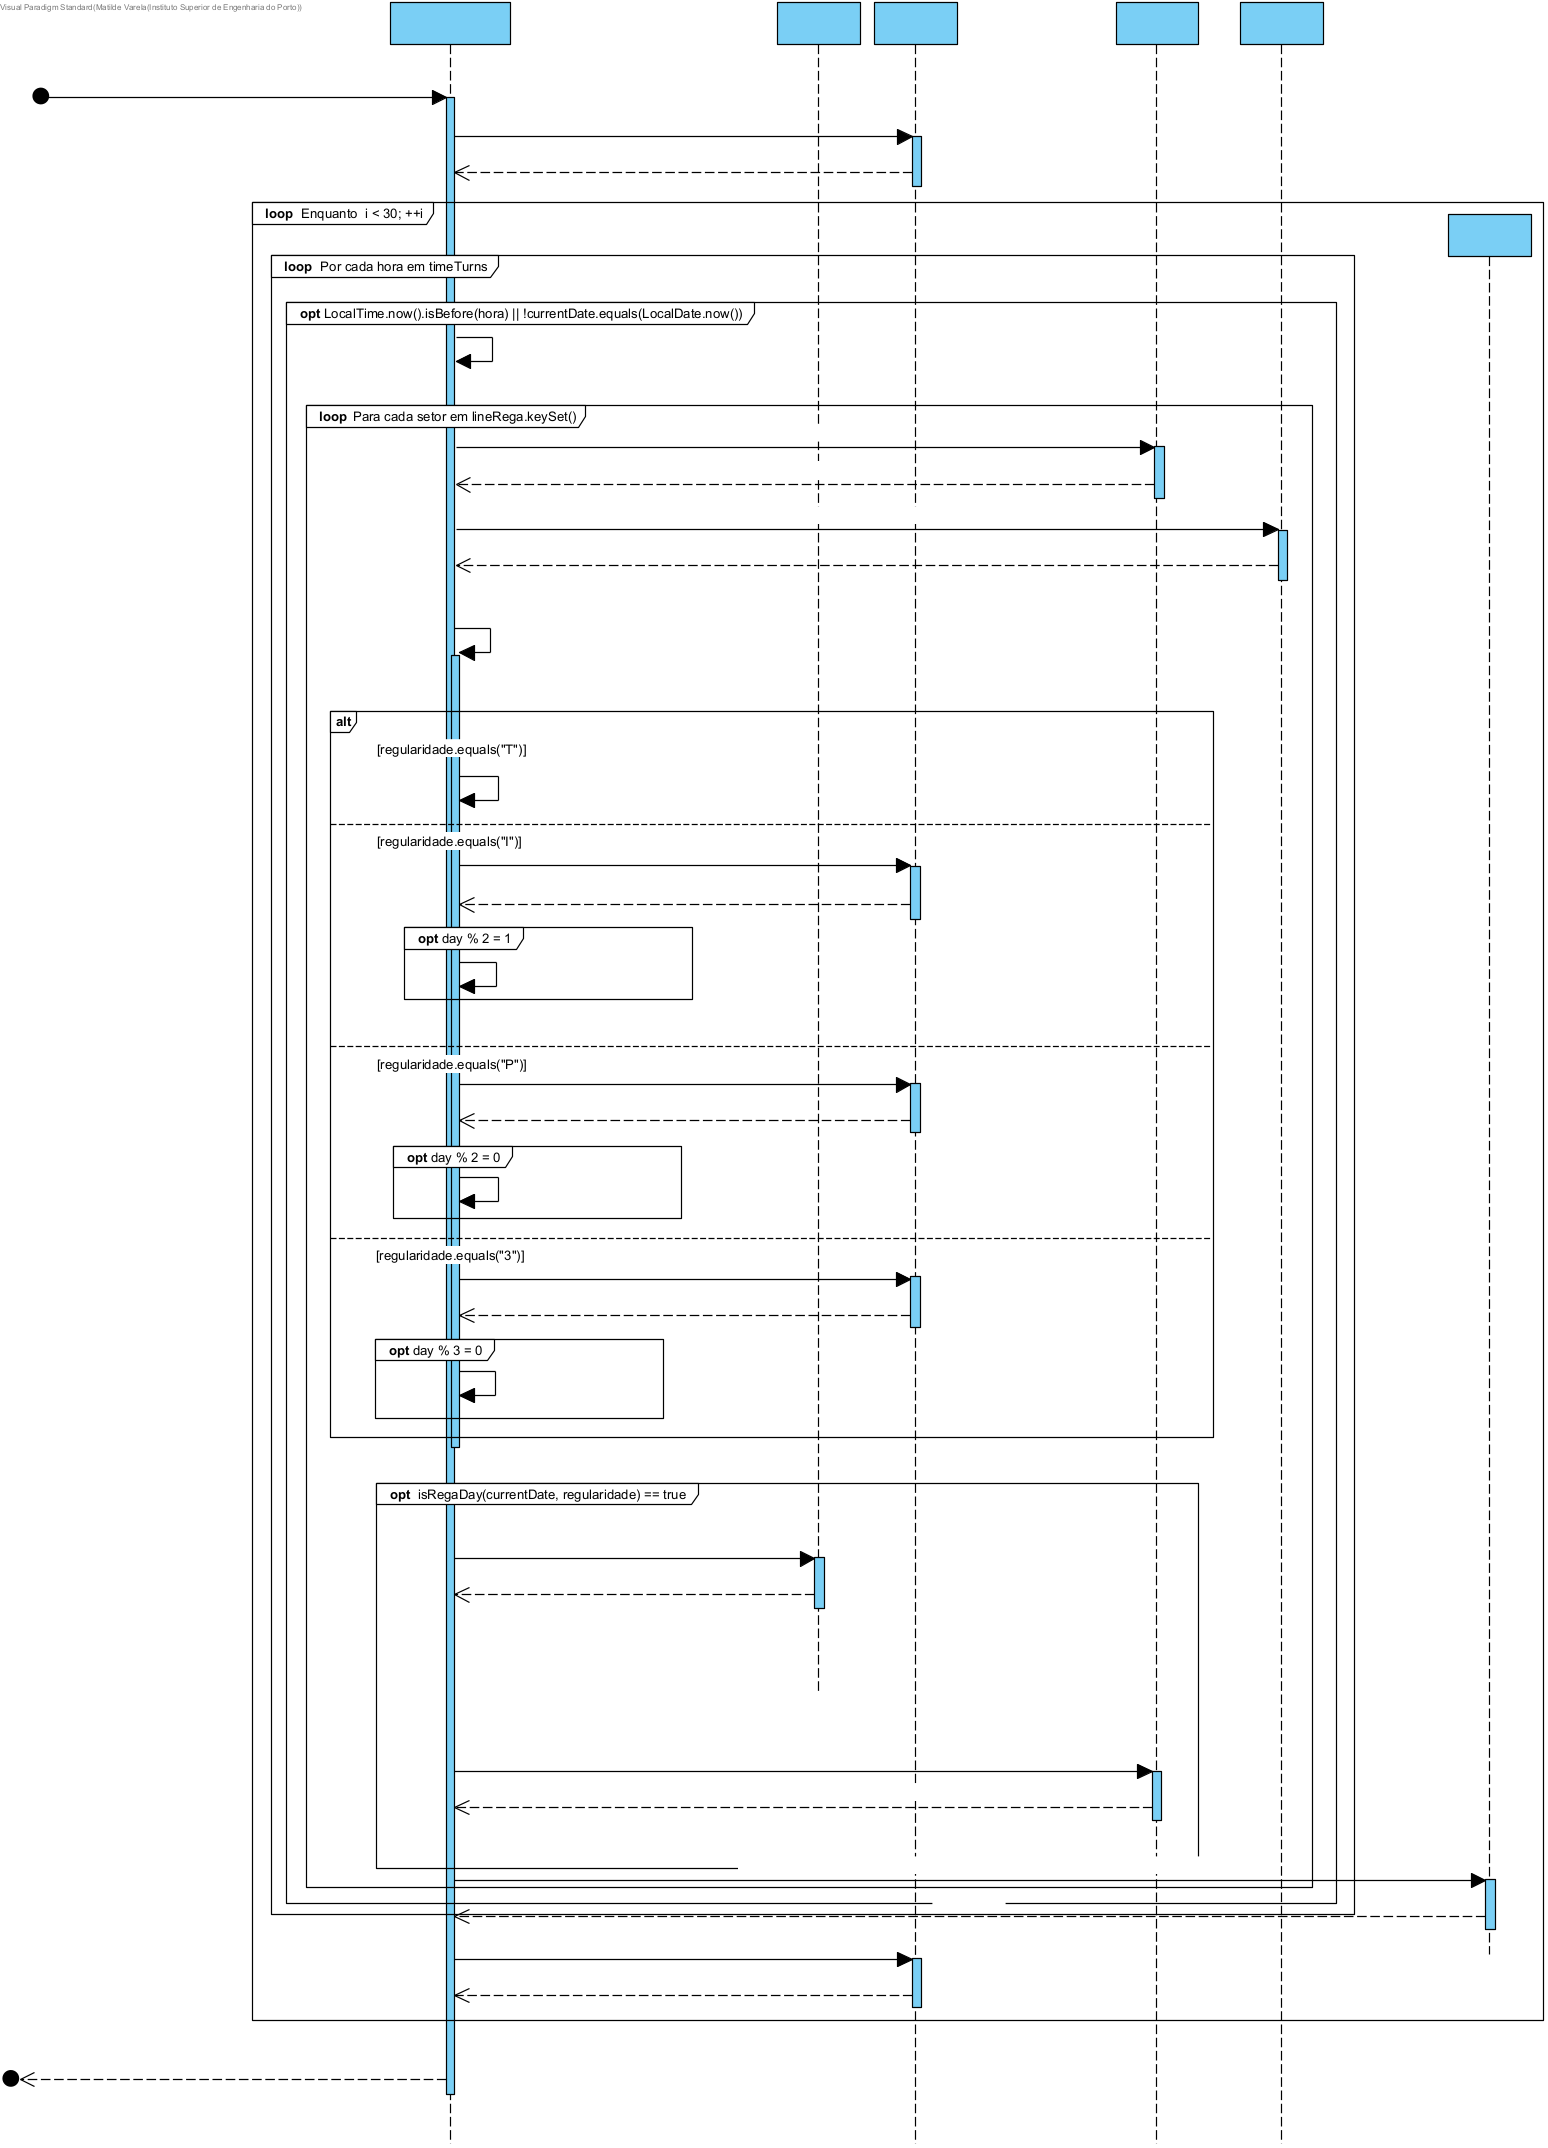 Visual Paradigm Standard(Matilde Varela(Instituto Superior de Engenharia do Porto))
loop Enquanto i < 30; ++i
loop Por cada hora em timeTurns
opt LocalTime.now().isBefore(hora) || !currentDate.equals(LocalDate.now())
loop Para cada setor em lineRega.keySet()
alt
[regularidade.equals("T")]
[regularidade.equals("I")]
opt day % 2 = 1
[regularidade.equals("P")]
opt day % 2 = 0
[regularidade.equals("3")]
opt day % 3 = 0
opt isRegaDay(currentDate, regularidade) == true